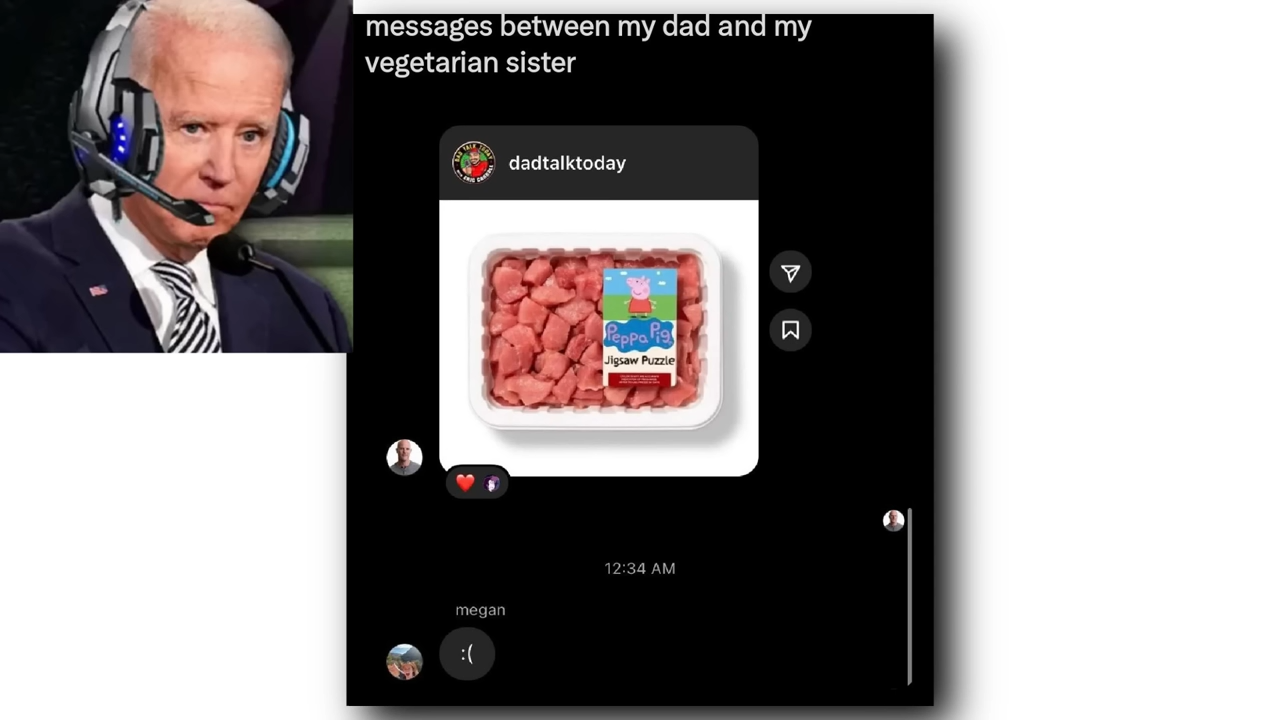 messages between my dad and my
vegetarian sister
dadtalktoday
Peppa Pig
Jigsaw Puzzle
12:34 AM
megan
:(